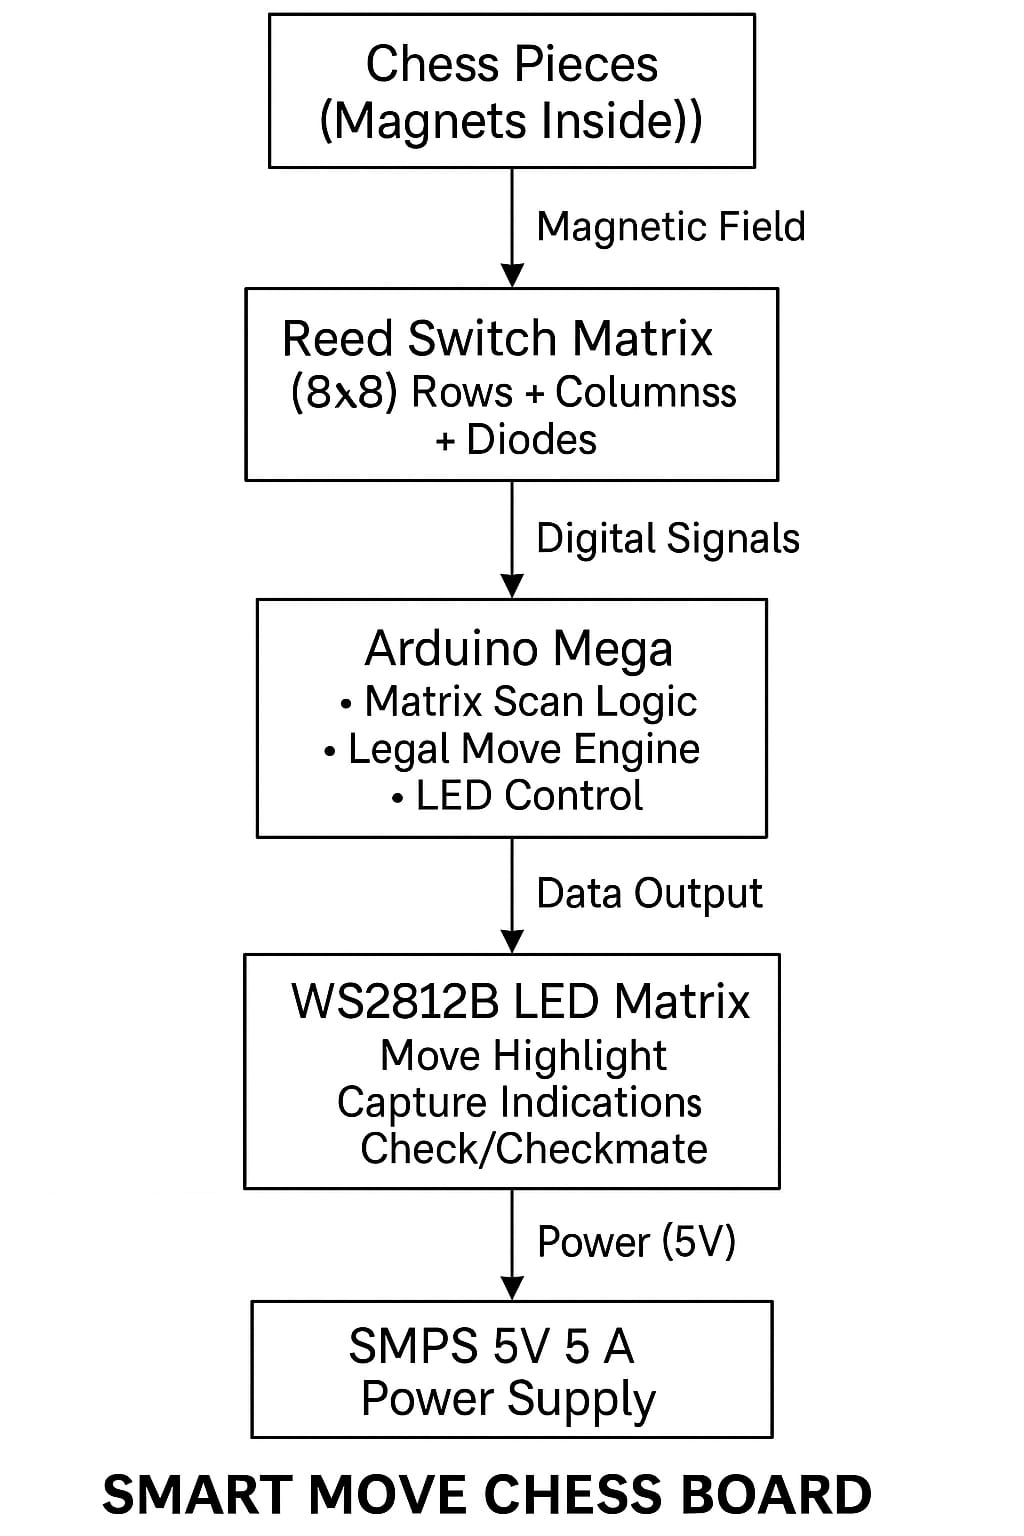 Chess Pieces
(Magnets Inside))
Magnetic Field
Reed Switch Matrix
(8x8) Rows + Columnss
+ Diodes
Digital Signals
Arduino Mega
• Matrix Scan Logic
• Legal Move Engine
• LED Control
Data Output
WS2812B LED Matrix
Move Highlight
Capture Indications
Check/Checkmate
Power (5V)
SMPS 5V 5 A
Power Supply
SMART MOVE CHESS BOARD